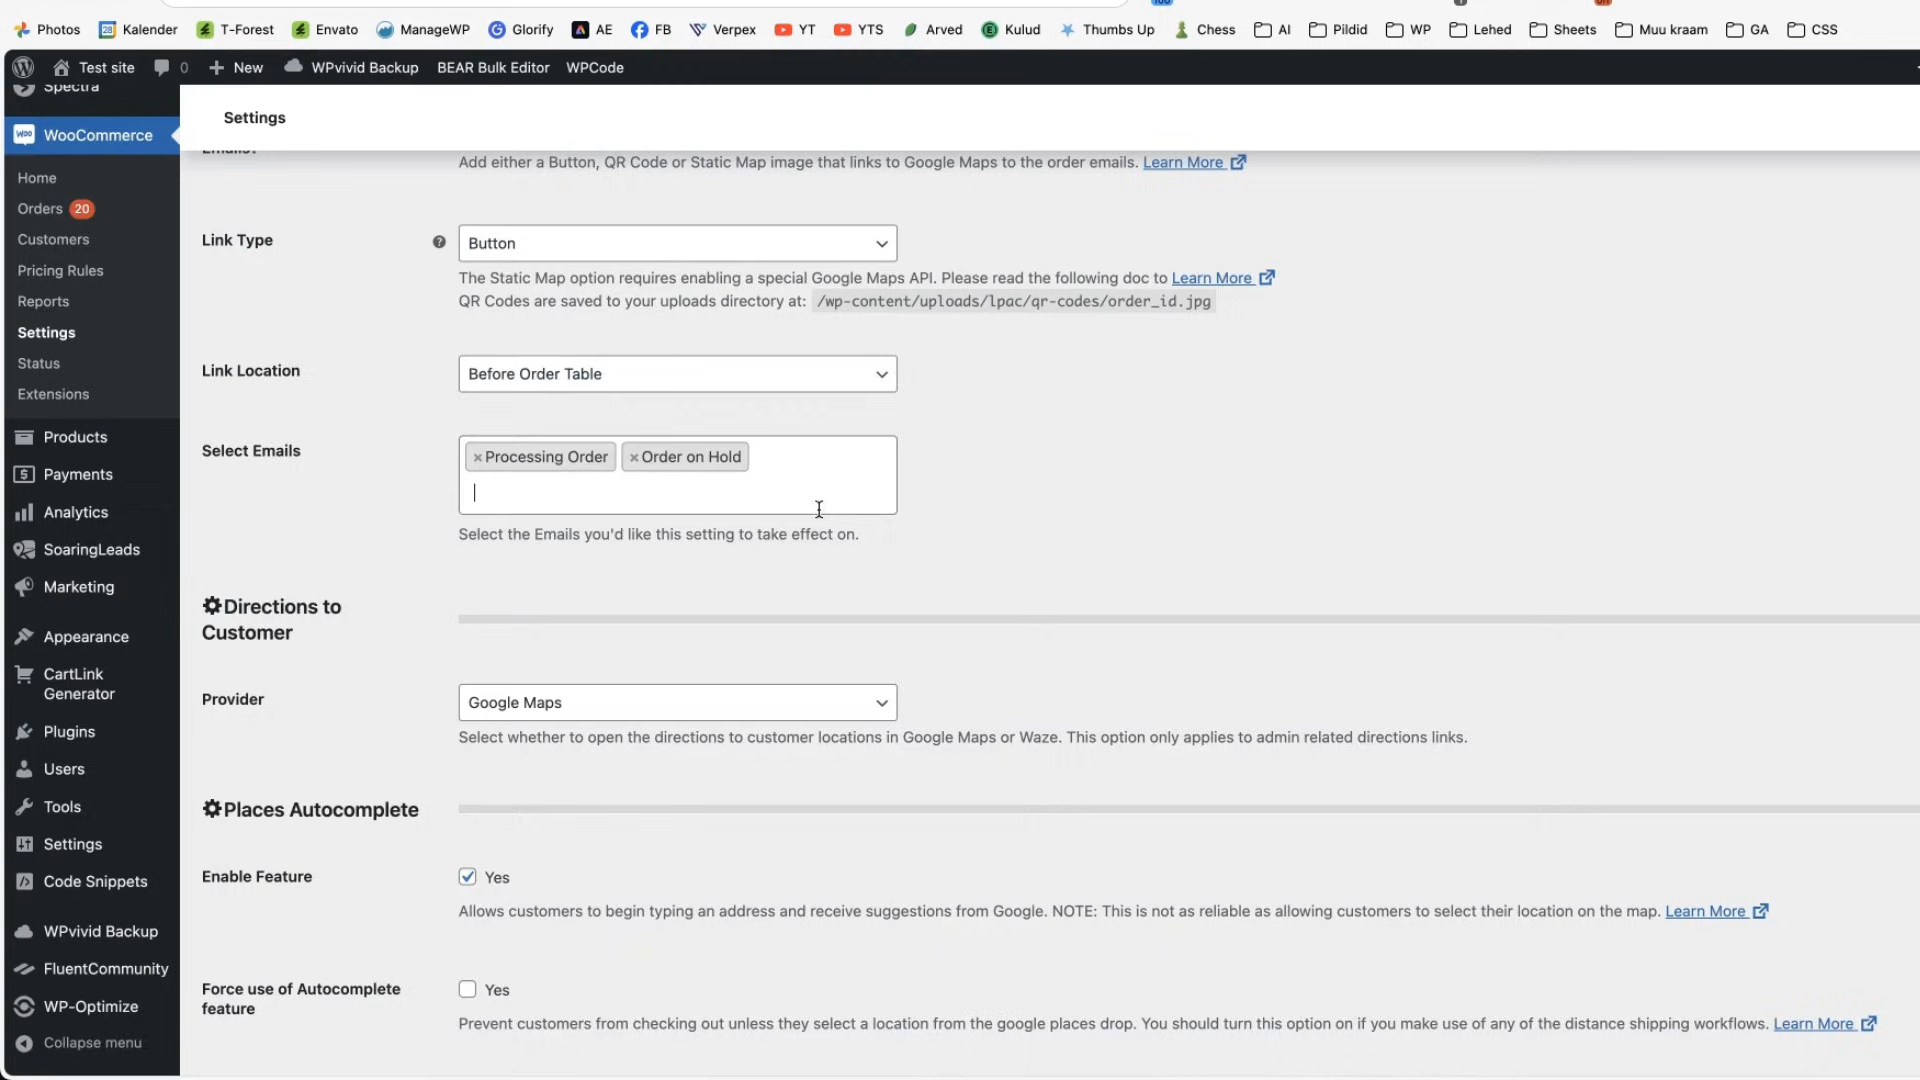 Photos
Kalender
T-Forest
Envato
ManageWP
Glorify
AE
FB
Verpex
YT
YTS
Arved
Kulud
Thumbs Up
Chess
AI
Pildid
WP
Lehed
Sheets
Muu kraam
GA
CSS
Test site
0
New
WPvivid Backup
BEAR Bulk Editor
WPCode
Spectra
WooCommerce
Home
Orders 20
Customers
Pricing Rules
Reports
Settings
Status
Extensions
Products
Payments
Analytics
SoaringLeads
Marketing
Appearance
CartLink
Generator
Plugins
Users
Tools
Settings
Code Snippets
WPvivid Backup
FluentCommunity
WP-Optimize
Collapse menu
Settings
Emails?
Add either a Button, QR Code or Static Map image that links to Google Maps to the order emails. Learn More
Link Type
Button
The Static Map option requires enabling a special Google Maps API. Please read the following doc to Learn More
QR Codes are saved to your uploads directory at: /wp-content/uploads/lpac/qr-codes/order_id.jpg
Link Location
Before Order Table
Select Emails
×Processing Order ×Order on Hold
Select the Emails you'd like this setting to take effect on.
Directions to
Customer
Provider
Google Maps
Select whether to open the directions to customer locations in Google Maps or Waze. This option only applies to admin related directions links.
Places Autocomplete
Enable Feature
Yes
Allows customers to begin typing an address and receive suggestions from Google. NOTE: This is not as reliable as allowing customers to select their location on the map. Learn More
Force use of Autocomplete
feature
Yes
Prevent customers from checking out unless they select a location from the google places drop. You should turn this option on if you make use of any of the distance shipping workflows. Learn More